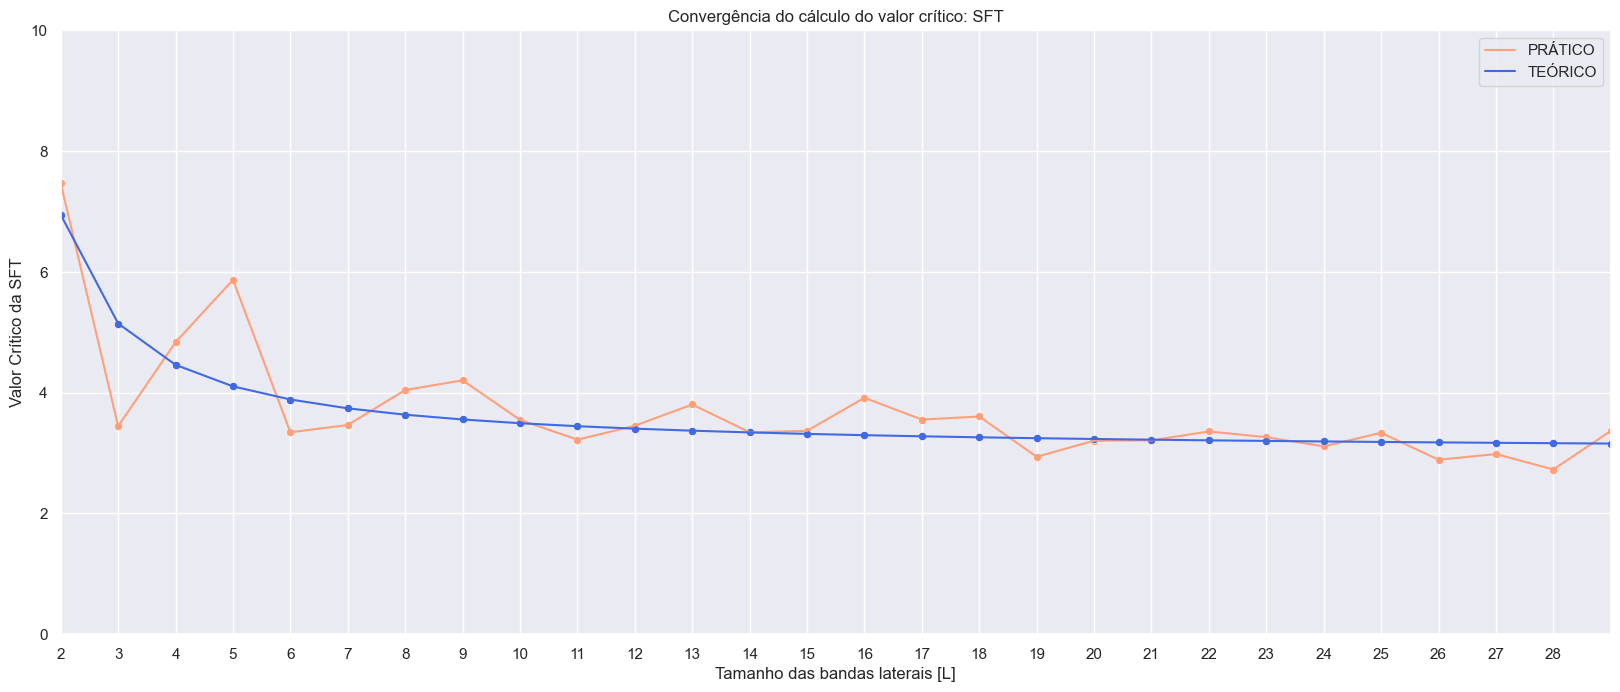 Convergência do cálculo do valor crítico: SFT
PRÁTICO
TEÓRICO
Valor Crítico da SFT
10
8
6
4
2
0
2 3 4 5 6 7 8 9 10 11 12 13 14 15 16 17 18 19 20 21 22 23 24 25 26 27 28
Tamanho das bandas laterais [L]